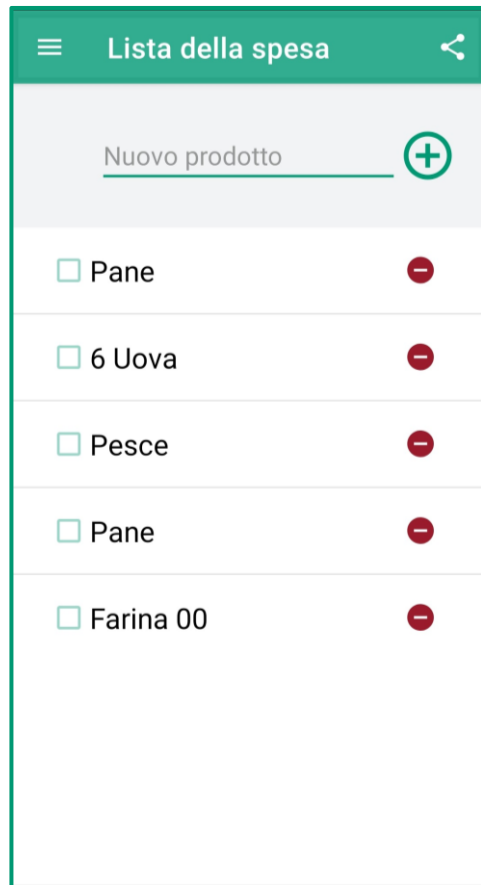 Lista della spesa
Nuovo prodotto
Pane
6 Uova
Pesce
Pane
Farina 00